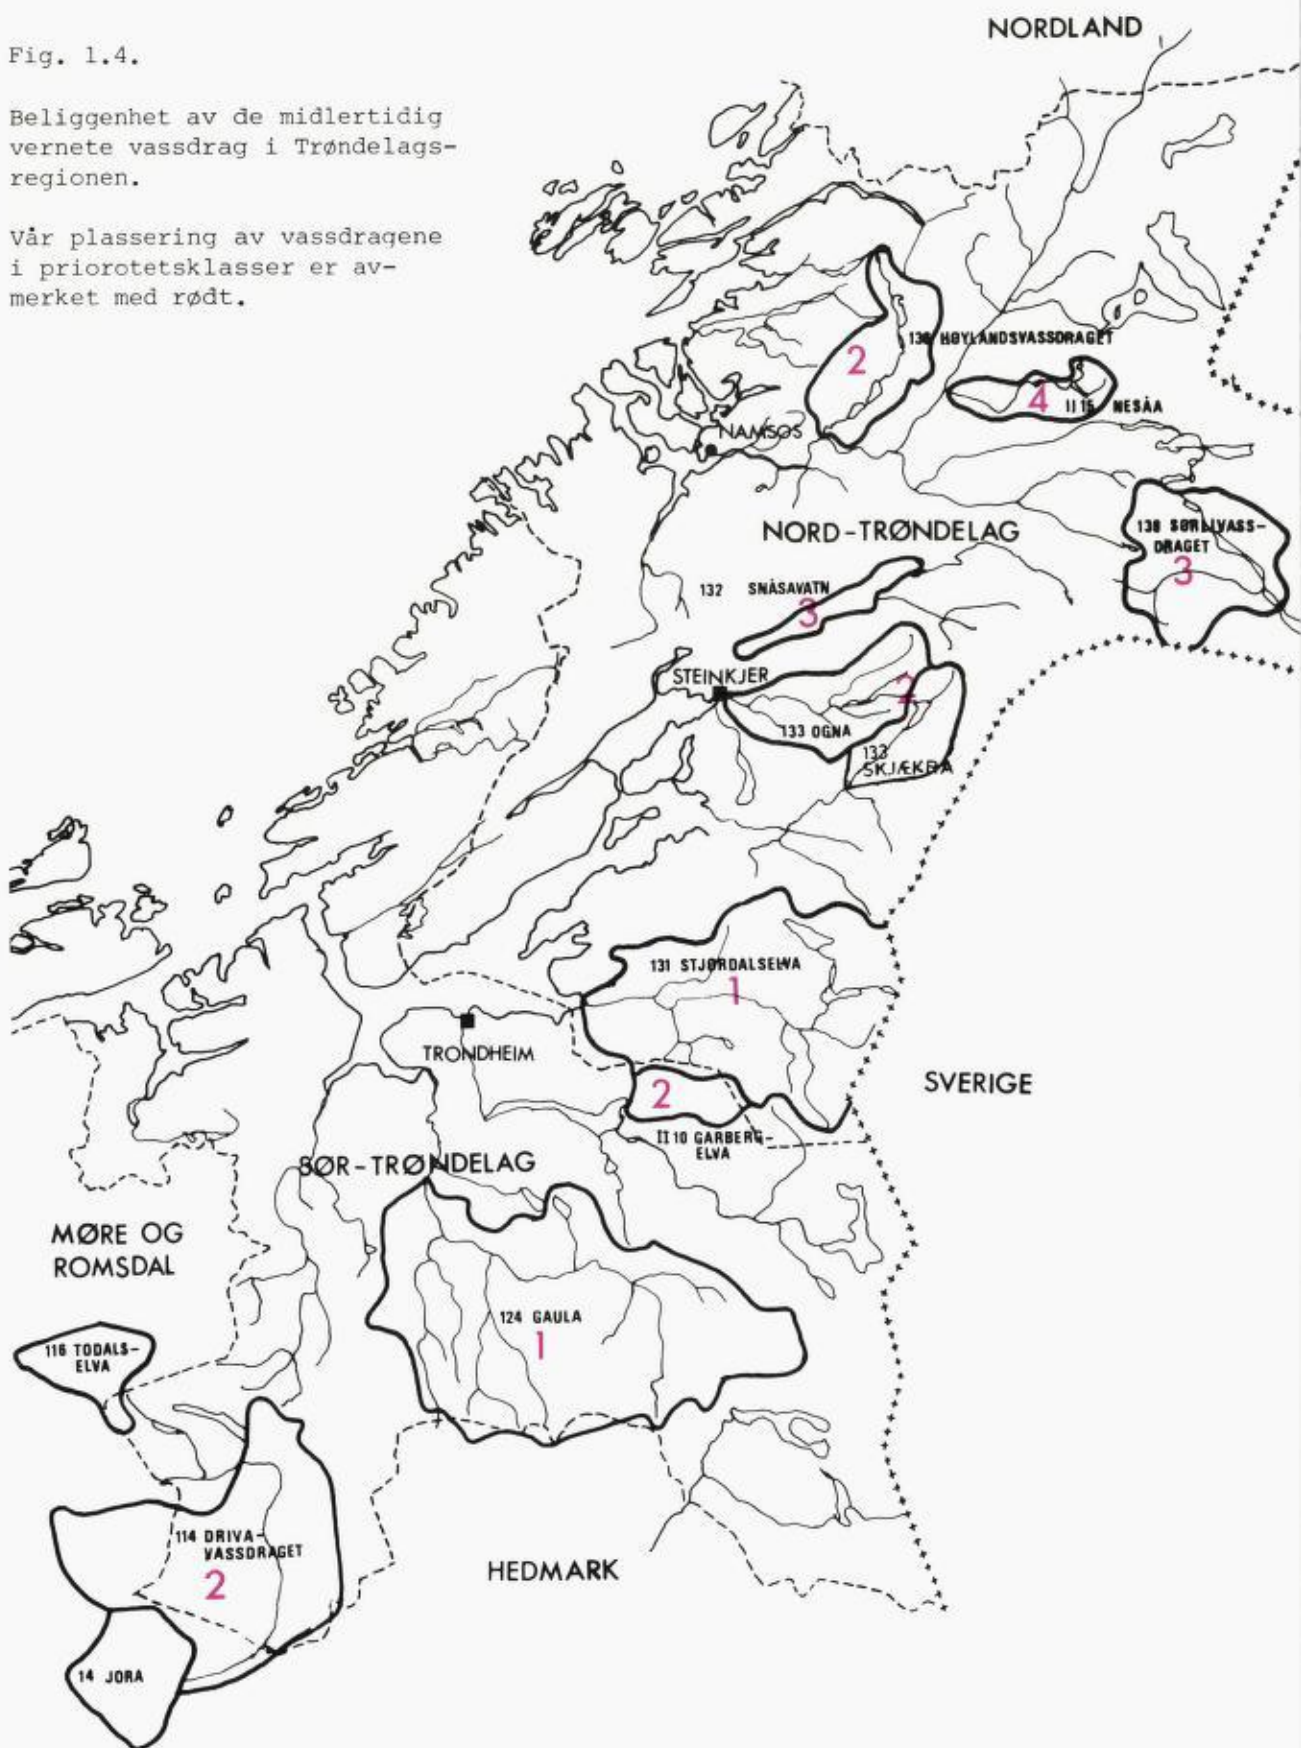 Fig. 1.4.
Beliggenhet av de midlertidig
vernete vassdrag i Trøndelags-
regionen.
Vår plassering av vassdragene
i priorotetsklasser er av-
merket med rødt.
NORDLAND
HØYLANDSVASSDRAGET
2
4
II 15 NESÅA
NAMSOS
NORD-TRØNDELAG
138 SØRLIVASS-
DRAGET
3
132 SNÅSAVATN
3
STEINKJER
2
133 OGNA
133
SKJÆKRA
131 STJØRDALSELVA
1
TRONDHEIM
SVERIGE
2
II 10 GARBERG-
ELVA
SØR-TRØNDELAG
MØRE OG
ROMSDAL
124 GAULA
1
116 TODALS-
ELVA
114 DRIVA-
VASSDRAGET
2
HEDMARK
14 JORA